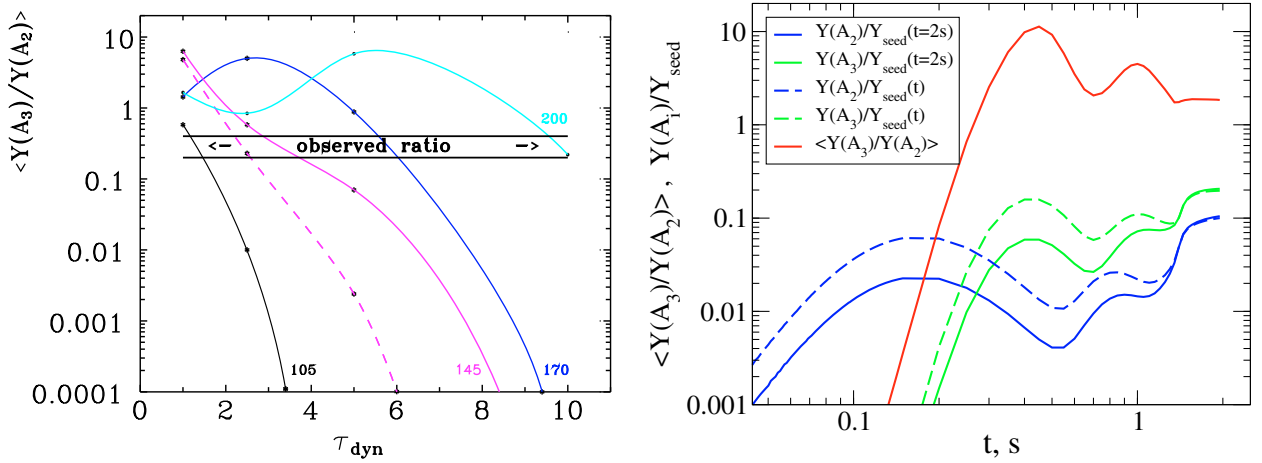 <Y(A₃)/Y(A₂)>
10
1
0.1
0.01
0.001
0.0001
200
<– observed ratio –>
105
145
170
0 2 4 6 8 10
τdyn
<Y(A₃)/Y(A₂)> , Y(Aᵢ)/Yseed
10
1
0.1
0.01
0.001
Y(A₂)/Yseed(t=2s)
Y(A₃)/Yseed(t=2s)
Y(A₂)/Yseed(t)
Y(A₃)/Yseed(t)
<Y(A₃)/Y(A₂)>
0.1 1
t, s